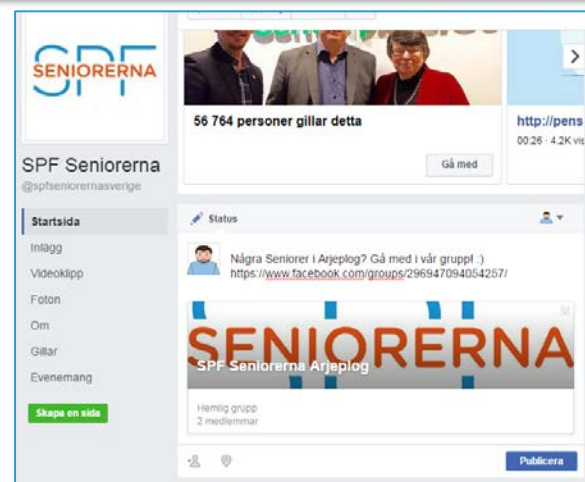 SPF
SENIORERNA
SPF Seniorerna
@spfseniorernasverige
Startsida
Inlägg
Videoklipp
Foton
Om
Gillar
Evenemang
Skapa en sida
56 764 personer gillar detta
Gå med
http://pens
00:26 · 4.2K vis
Status
Några Seniorer i Arjeplog? Gå med i vår grupp! :)
https://www.facebook.com/groups/296947094054257/
SENIORERNA
SPF Seniorerna Arjeplog
Hemlig grupp
2 medlemmar
Publicera